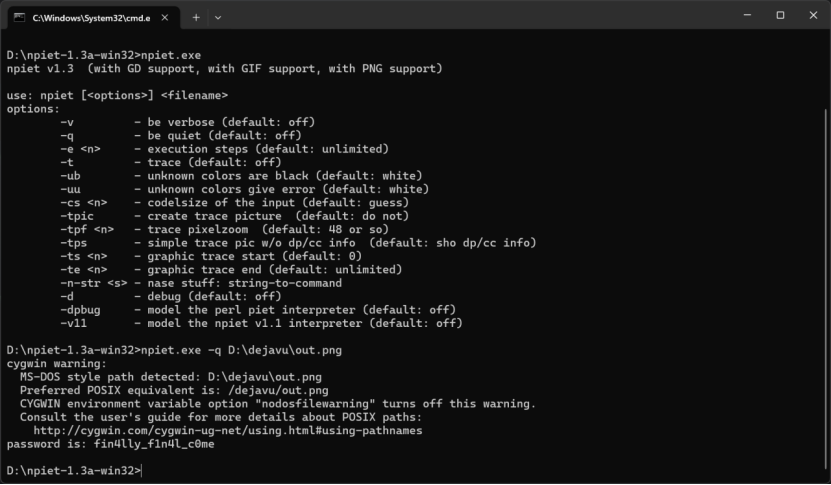 C:\Windows\System32\cmd.e
D:\npiet-1.3a-win32>npiet.exe
npiet v1.3  (with GD support, with GIF support, with PNG support)
use: npiet [<options>] <filename>
options:
-v         - be verbose (default: off)
-q         - be quiet (default: off)
-e <n>     - execution steps (default: unlimited)
-t         - trace (default: off)
-ub        - unknown colors are black (default: white)
-uu        - unknown colors give error (default: white)
-cs <n>    - codelsize of the input (default: guess)
-tpic      - create trace picture  (default: do not)
-tpf <n>   - trace pixelzoom  (default: 48 or so)
-tps       - simple trace pic w/o dp/cc info  (default: sho dp/cc info)
-ts <n>    - graphic trace start (default: 0)
-te <n>    - graphic trace end (default: unlimited)
-n-str <s> - nase stuff: string-to-command
-d         - debug (default: off)
-dpbug     - model the perl piet interpreter (default: off)
-v11       - model the npiet v1.1 interpreter (default: off)
D:\npiet-1.3a-win32>npiet.exe -q D:\dejavu\out.png
cygwin warning:
MS-DOS style path detected: D:\dejavu\out.png
Preferred POSIX equivalent is: /dejavu/out.png
CYGWIN environment variable option "nodosfilewarning" turns off this warning.
Consult the user's guide for more details about POSIX paths:
http://cygwin.com/cygwin-ug-net/using.html#using-pathnames
password is: fin4lly_f1n4l_c0me
D:\npiet-1.3a-win32>